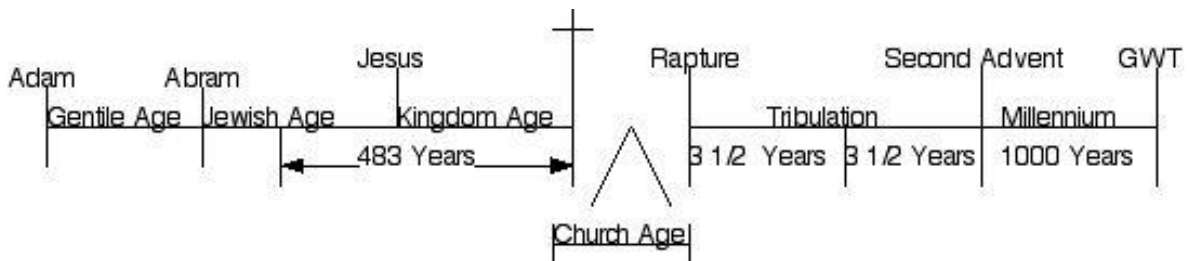 Jesus
Rapture
Second Advent
GWT
Adam
Abram
Gentile Age
Jewish Age
Kingdom Age
Tribulation
Millennium
483 Years
3 1/2 Years
3 1/2 Years
1000 Years
Church Age